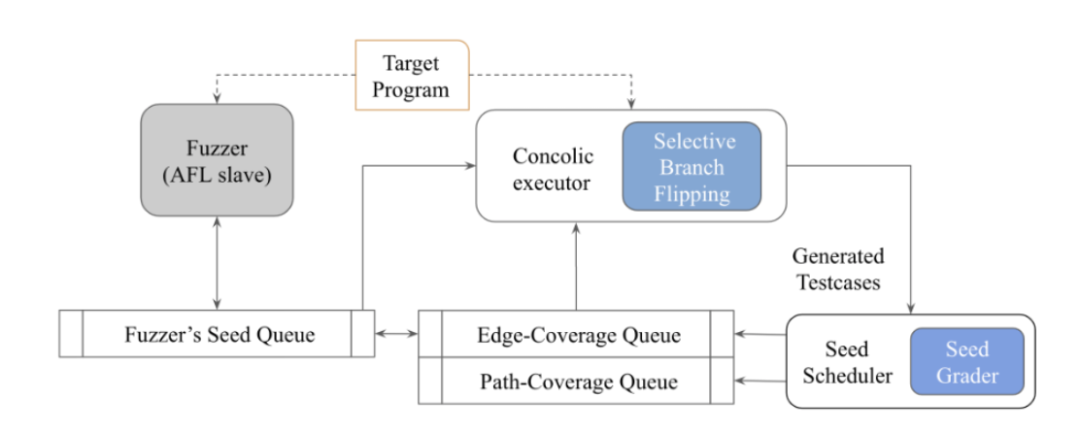 Target
Program
Fuzzer
(AFL slave)
Concolic
executor
Selective
Branch
Flipping
Generated
Testcases
Fuzzer's Seed Queue
Edge-Coverage Queue
Path-Coverage Queue
Seed
Scheduler
Seed
Grader